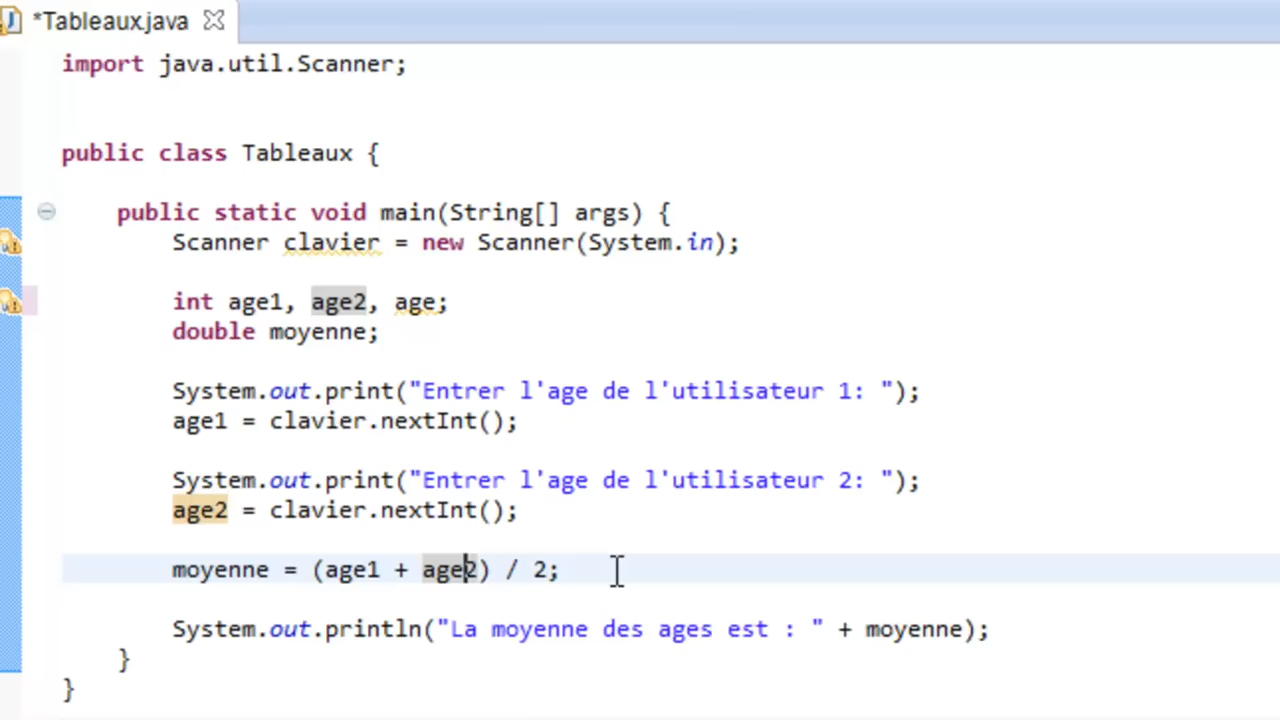 *Tableaux.java
import java.util.Scanner;
public class Tableaux {
public static void main(String[] args) {
Scanner clavier = new Scanner(System.in);
int age1, age2, age;
double moyenne;
System.out.print("Entrer l'age de l'utilisateur 1: ");
age1 = clavier.nextInt();
System.out.print("Entrer l'age de l'utilisateur 2: ");
age2 = clavier.nextInt();
moyenne = (age1 + age2) / 2;
System.out.println("La moyenne des ages est : " + moyenne);
}
}